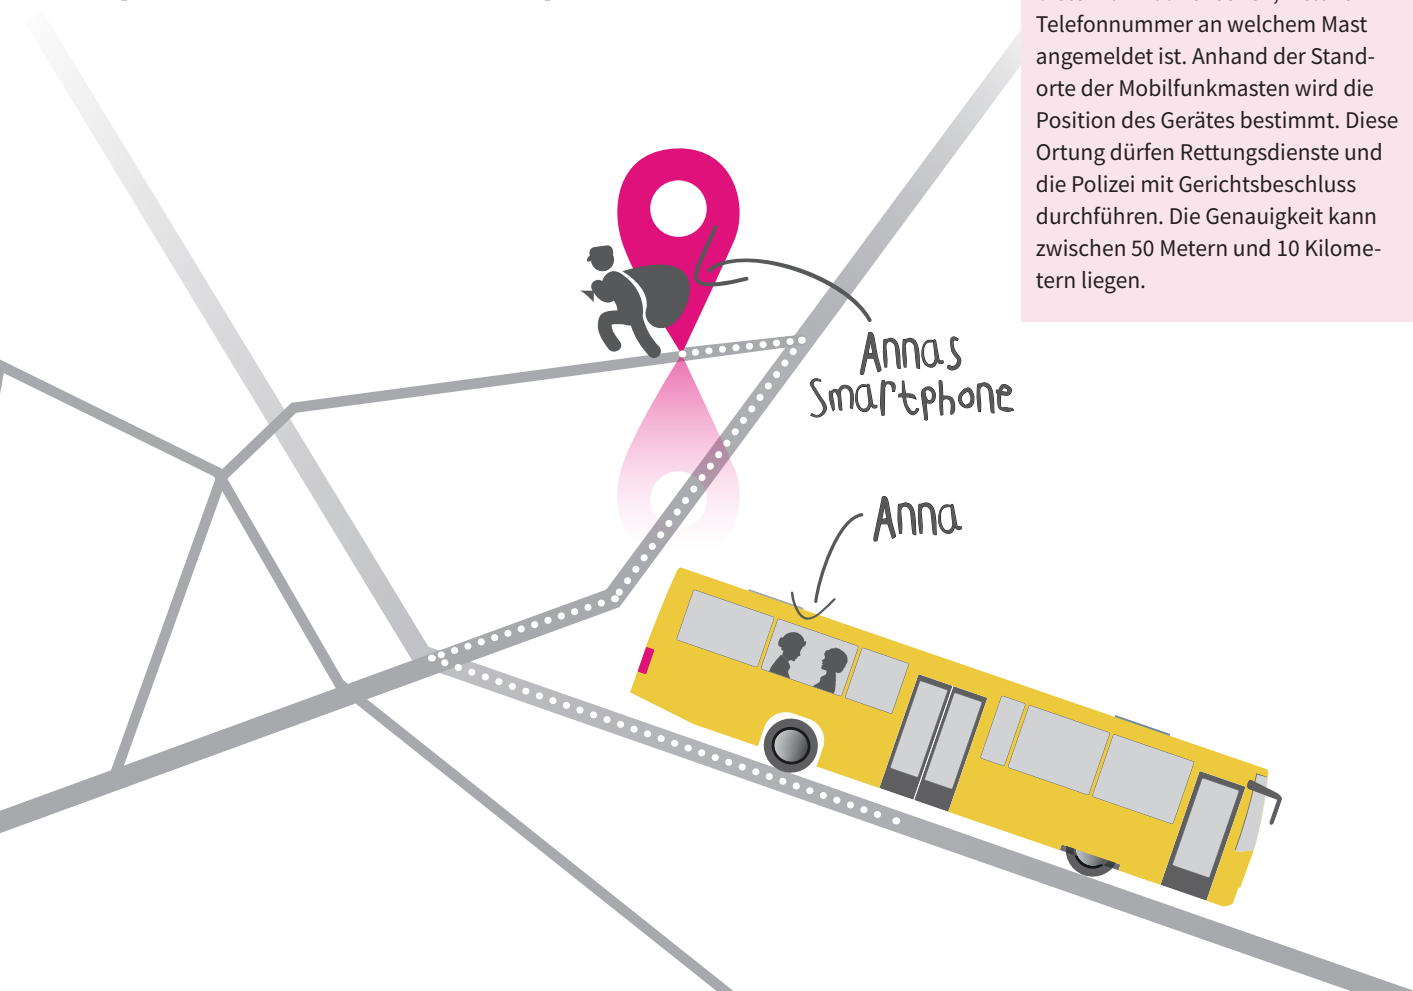 Telefonnummer an welchem Mast
angemeldet ist. Anhand der Stand-
orte der Mobilfunkmasten wird die
Position des Gerätes bestimmt. Diese
Ortung dürfen Rettungsdienste und
die Polizei mit Gerichtsbeschluss
durchführen. Die Genauigkeit kann
zwischen 50 Metern und 10 Kilome-
tern liegen.
Annas
Smartphone
Anna